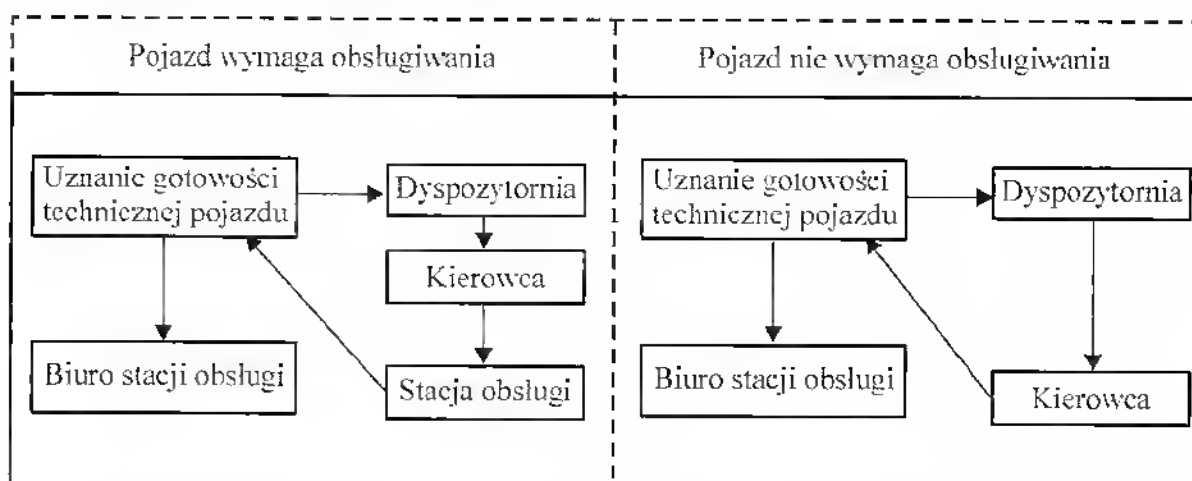 Pojazd wymaga obsługiwania
Pojazd nie wymaga obsługiwania
Uznanie gotowości
technicznej pojazdu
Dyspozytornia
Kierowca
Biuro stacji obsługi
Stacja obsługi
Uznanie gotowości
technicznej pojazdu
Dyspozytornia
Biuro stacji obsługi
Kierowca